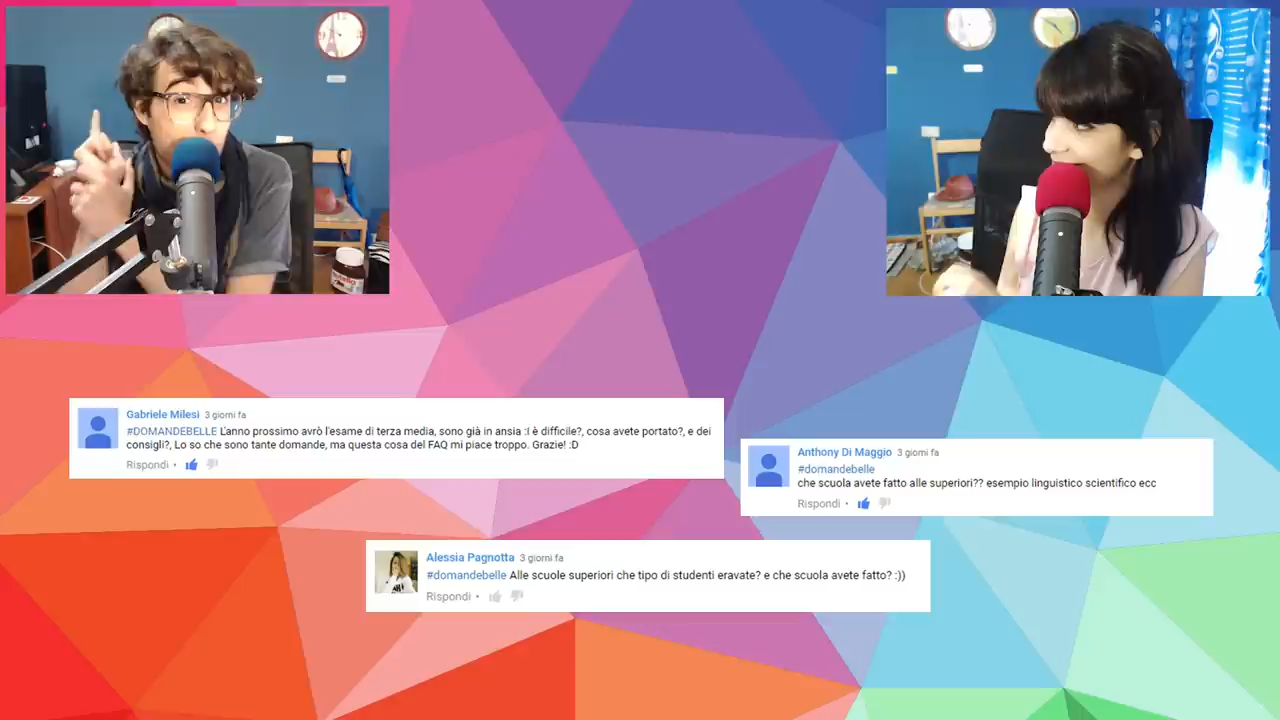 nutella
Gabriele Milesi 3 giorni fa
#DOMANDEBELLE L'anno prossimo avrò l'esame di terza media, sono già in ansia :I è difficile?, cosa avete portato?, e dei
consigli?, Lo so che sono tante domande, ma questa cosa del FAQ mi piace troppo. Grazie! :D
Rispondi •
Anthony Di Maggio 3 giorni fa
#domandebelle
che scuola avete fatto alle superiori?? esempio linguistico scientifico ecc
Rispondi •
Alessia Pagnotta 3 giorni fa
#domandebelle Alle scuole superiori che tipo di studenti eravate? e che scuola avete fatto? :))
Rispondi •